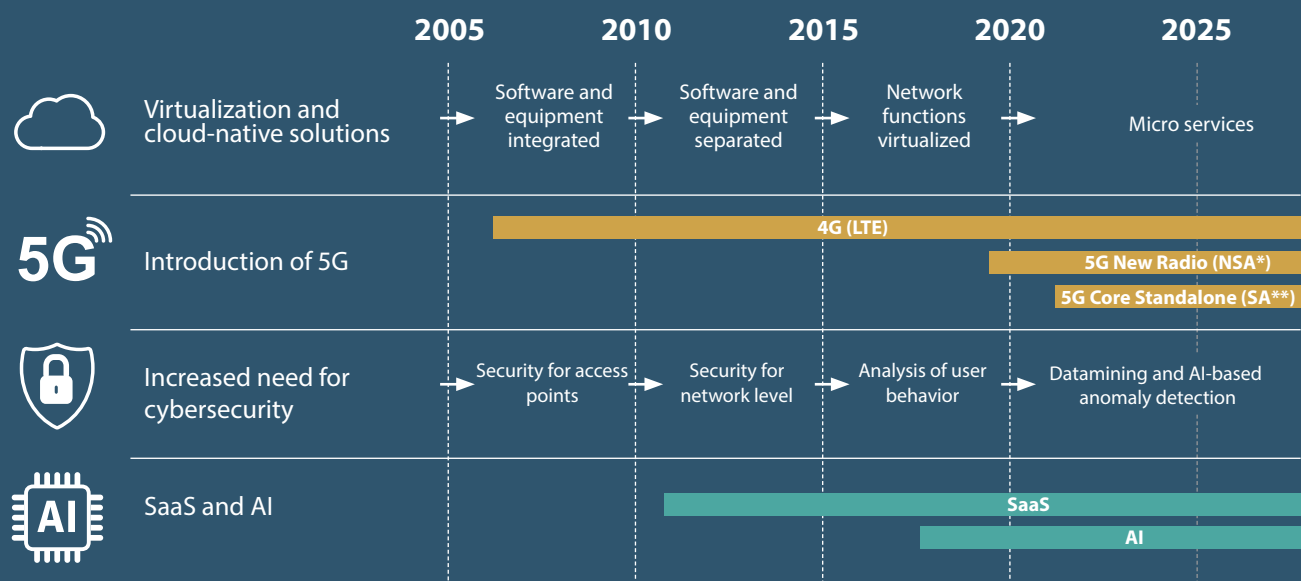 2005 2010 2015 2020 2025
Virtualization and
cloud-native solutions
Software and
equipment
integrated
Software and
equipment
separated
Network
functions
virtualized
Micro services
5G
Introduction of 5G
4G (LTE)
5G New Radio (NSA*)
5G Core Standalone (SA**)
Increased need for
cybersecurity
Security for access
points
Security for
network level
Analysis of user
behavior
Datamining and AI-based
anomaly detection
AI
SaaS and AI
SaaS
AI